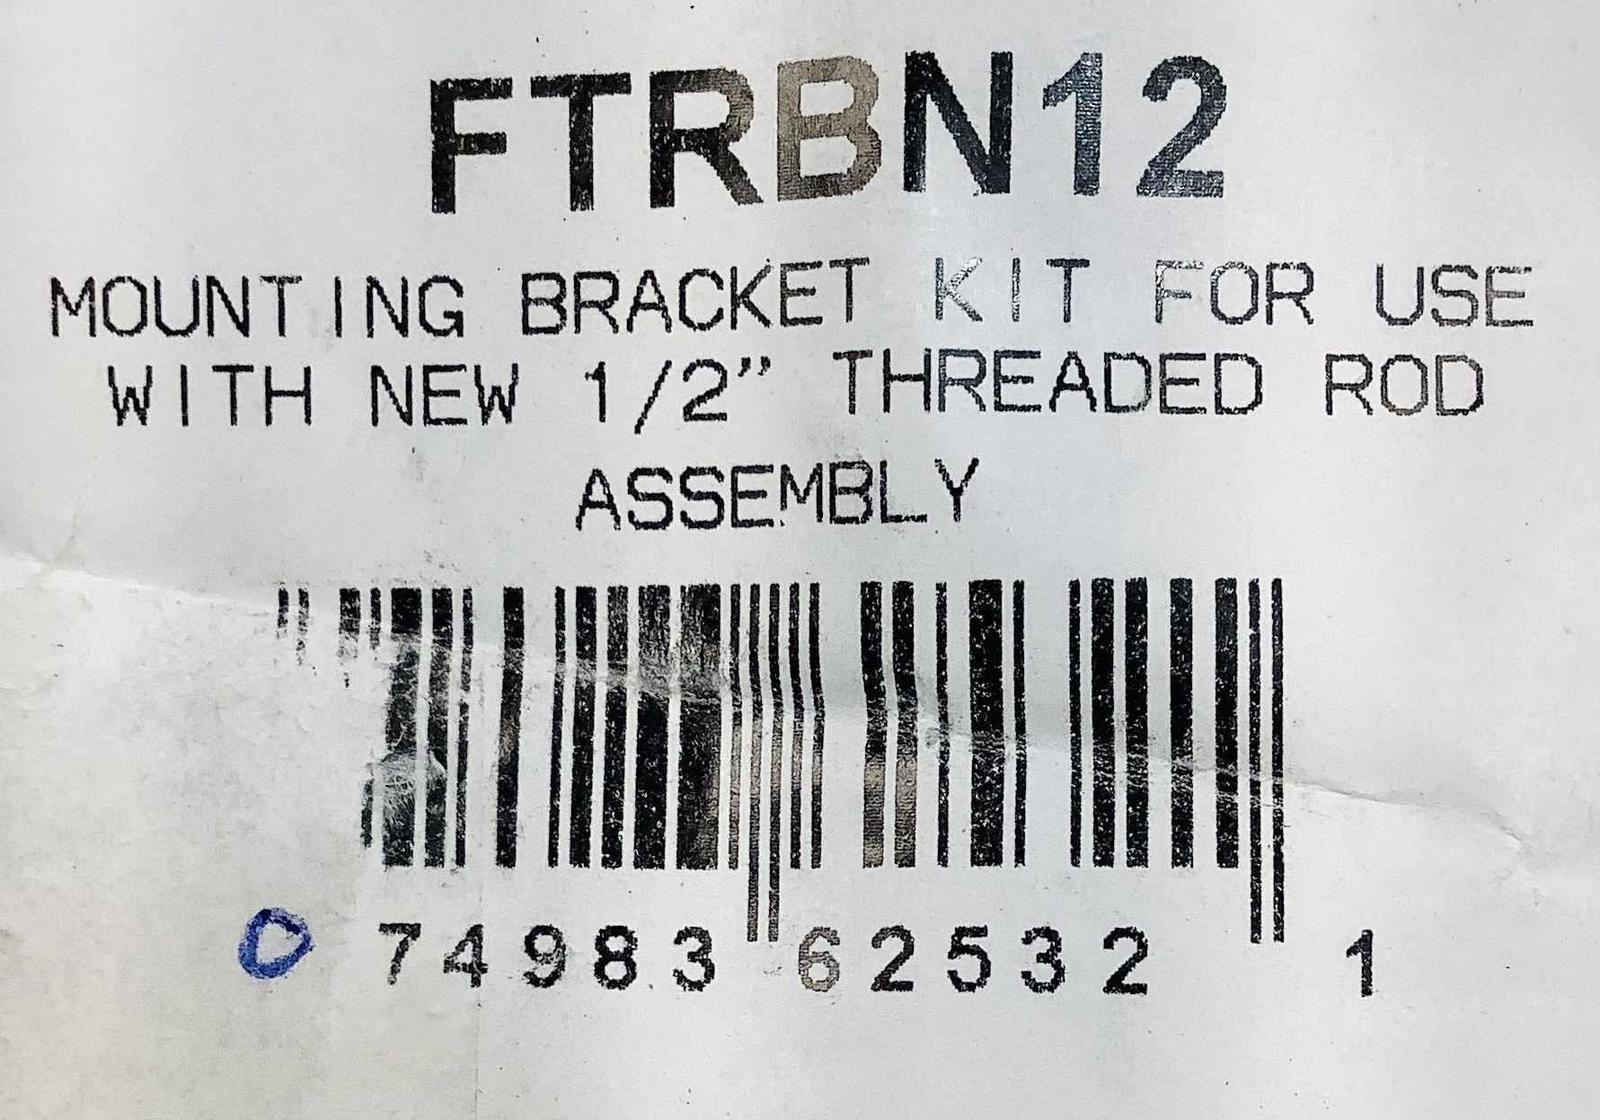 FTRBN12
MOUNTING BRACKET KIT FOR USE
WITH NEW 1/2" THREADED ROD
ASSEMBLY
0 74983 62532 1